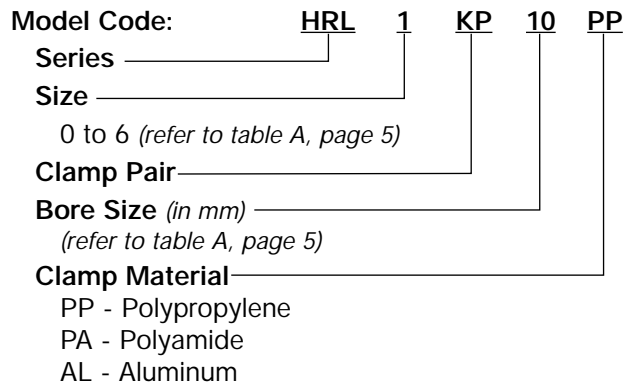 Model Code: HRL 1 KP 10 PP
Series
Size
0 to 6 (refer to table A, page 5)
Clamp Pair
Bore Size (in mm)
(refer to table A, page 5)
Clamp Material
PP - Polypropylene
PA - Polyamide
AL - Aluminum